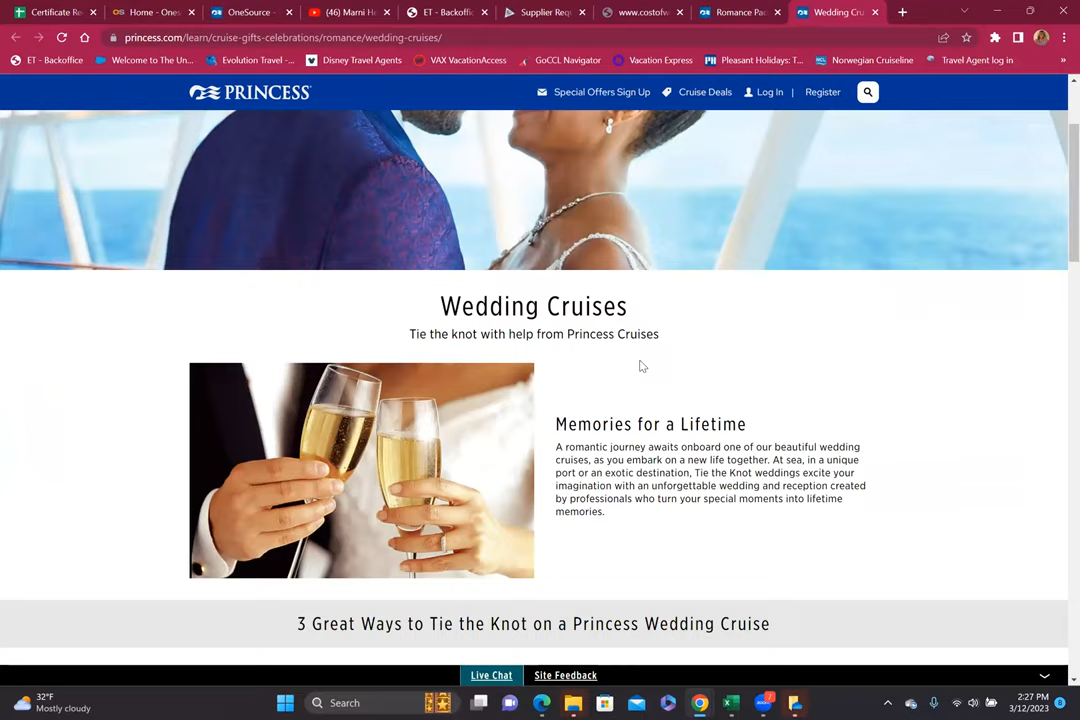 Certificate Re
Home - Ones
OneSource -
(46) Marni H
ET - Backoffic
Supplier Req
www.costofw
Romance Pac
Wedding Cru
princess.com/learn/cruise-gifts-celebrations/romance/wedding-cruises/
ET - Backoffice
Welcome to The Un...
Evolution Travel -...
Disney Travel Agents
VAX VacationAccess
GoCCL Navigator
Vacation Express
Pleasant Holidays: T...
Norwegian Cruiseline
Travel Agent log in
PRINCESS
Special Offers Sign Up
Cruise Deals
Log In
Register
Wedding Cruises
Tie the knot with help from Princess Cruises
Memories for a Lifetime
A romantic journey awaits onboard one of our beautiful wedding
cruises, as you embark on a new life together. At sea, in a unique
port or an exotic destination, Tie the Knot weddings excite your
imagination with an unforgettable wedding and reception created
by professionals who turn your special moments into lifetime
memories.
3 Great Ways to Tie the Knot on a Princess Wedding Cruise
Live Chat
Site Feedback
32°F
Mostly cloudy
Search
2:27 PM
3/12/2023